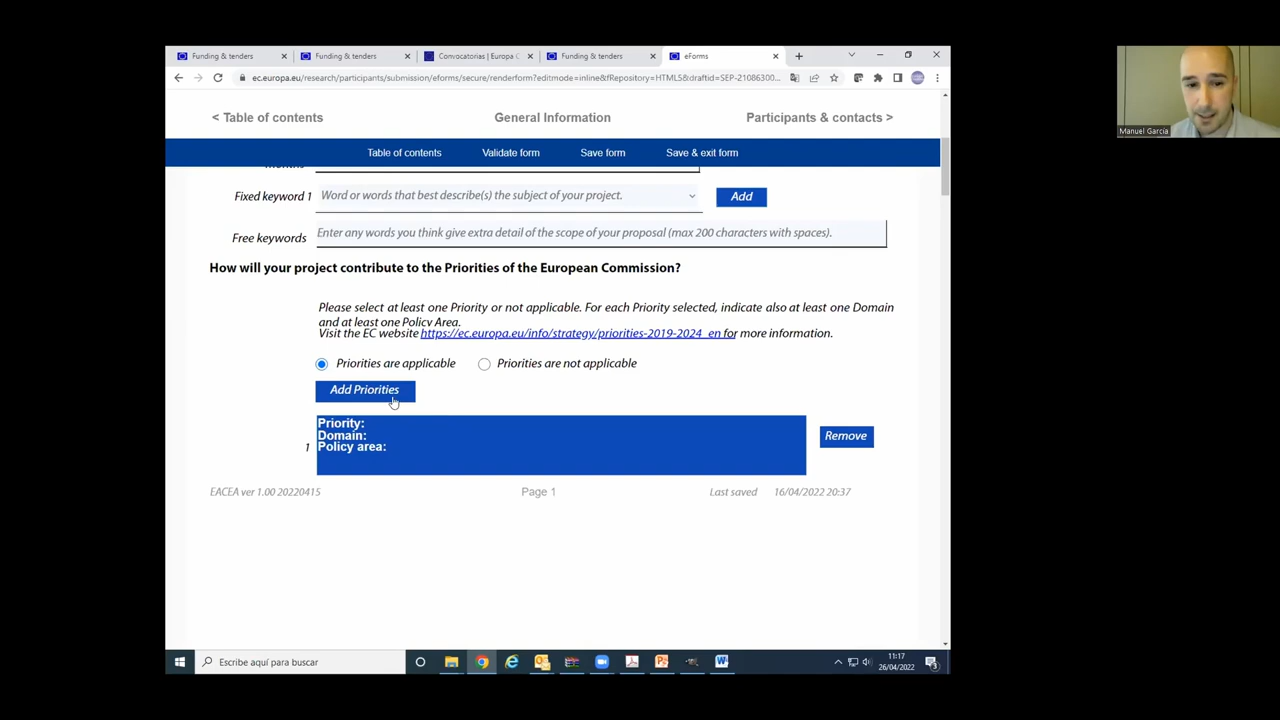 Funding & tenders
Funding & tenders
Convocatorias | Europa C
Funding & tenders
eForms
ec.europa.eu/research/participants/submission/eforms/secure/renderform?editmode=inline&fRepository=HTML5&draftid=SEP-21086300...
< Table of contents
General Information
Participants & contacts >
Table of contents
Validate form
Save form
Save & exit form
months
Fixed keyword 1
Word or words that best describe(s) the subject of your project.
Add
Free keywords
Enter any words you think give extra detail of the scope of your proposal (max 200 characters with spaces).
How will your project contribute to the Priorities of the European Commission?
Please select at least one Priority or not applicable. For each Priority selected, indicate also at least one Domain
and at least one Policy Area.
Visit the EC website https://ec.europa.eu/info/strategy/priorities-2019-2024_en for more information.
Priorities are applicable
Priorities are not applicable
Add Priorities
Priority:
Domain:
Policy area:
1
Remove
EACEA ver 1.00 20220415
Page 1
Last saved
16/04/2022 20:37
Escribe aquí para buscar
11:17
26/04/2022
3
Manuel Garcia